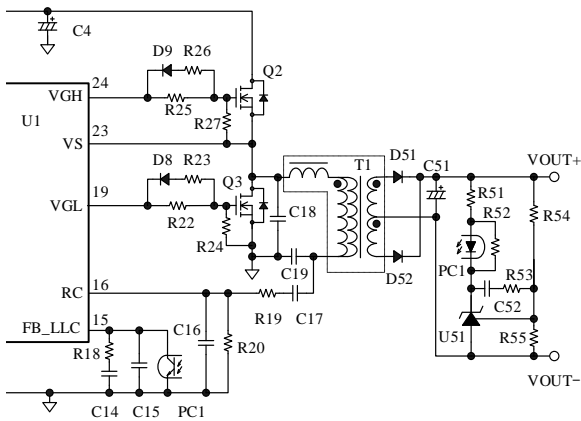 C4
D9 R26
24
Q2
VGH
R25
U1
R27
23
VS
D8 R23
T1
D51
C51
VOUT+
Q3
19
VGL
R51
R52
R54
R22
C18
R24
PC1
C19
D52
R53
16
RC
C52
R19
C17
U51
15
FB_LLC
C16
R20
R55
R18
VOUT−
C14
C15
PC1